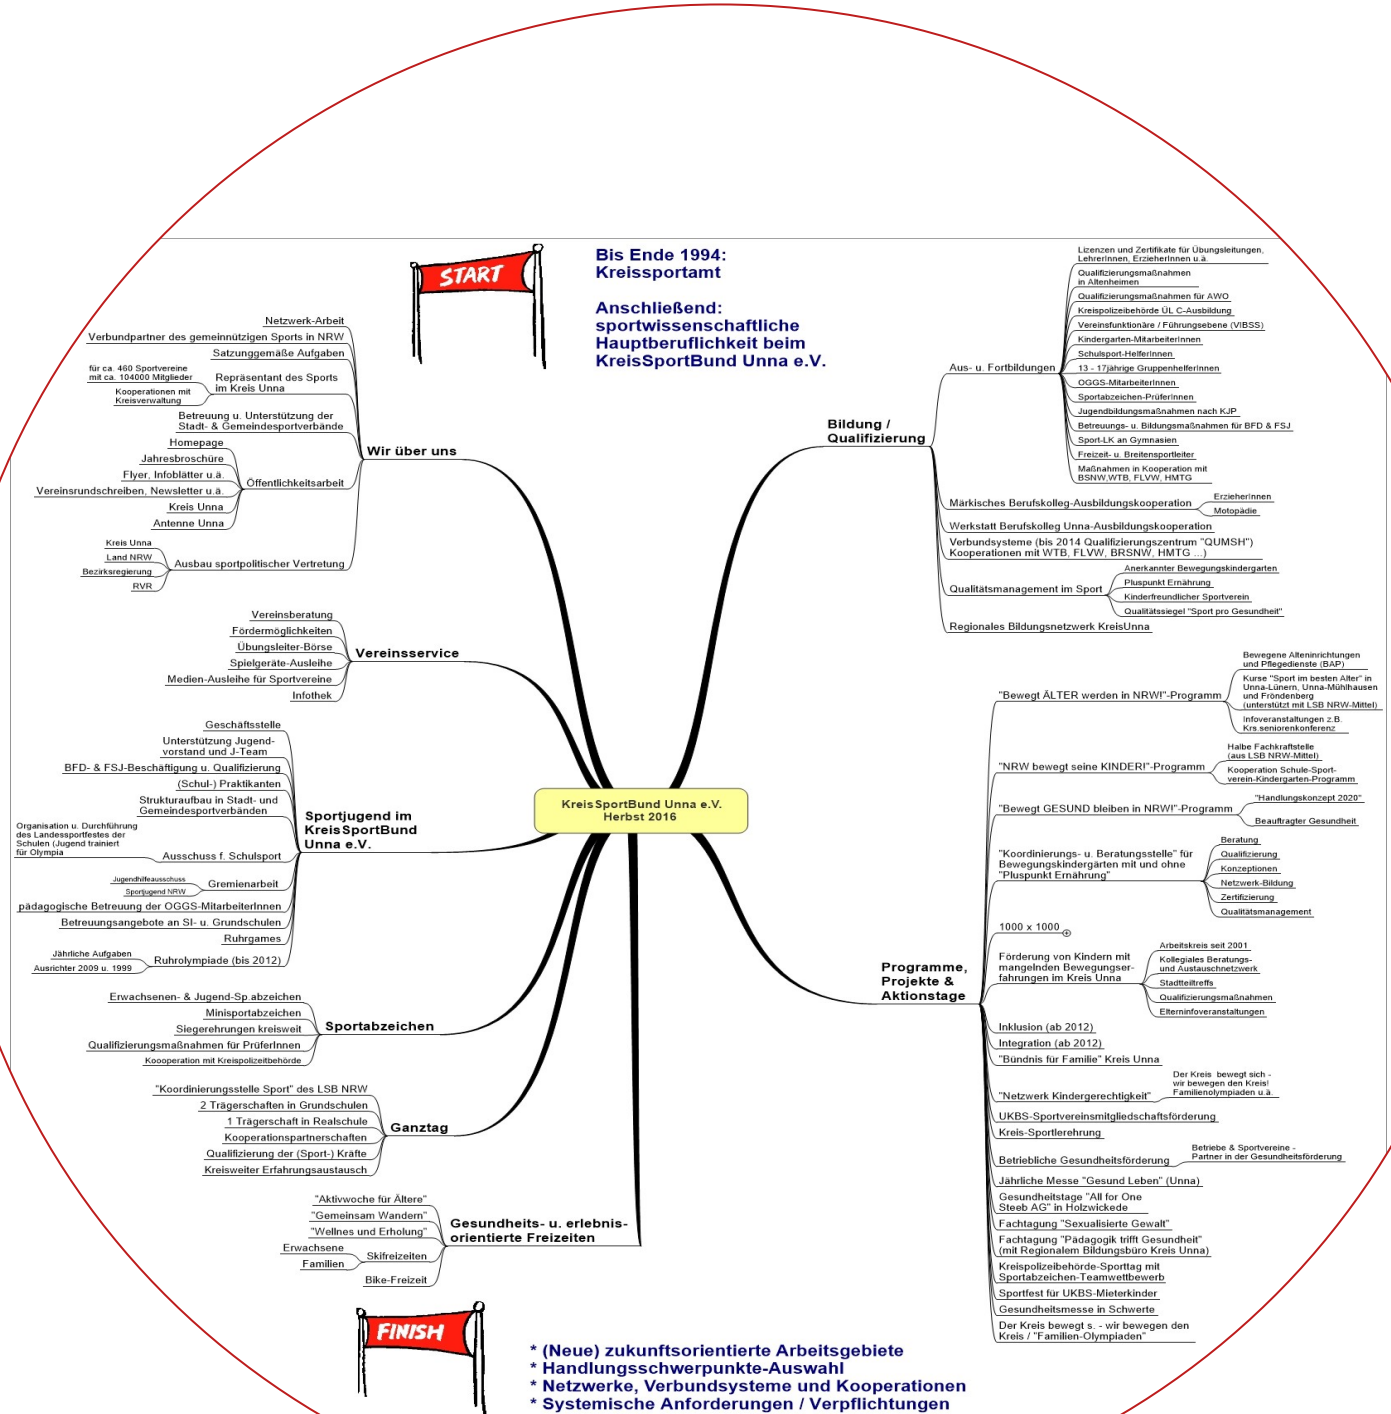 START
Bis Ende 1994:
Kreissportamt
Anschließend:
sportwissenschaftliche
Hauptberuflichkeit beim
KreisSportBund Unna e.V.
KreisSportBund Unna e.V.
Herbst 2016
Wir über uns
Netzwerk-Arbeit
Verbundpartner des gemeinnützigen Sports in NRW
Satzunggemäße Aufgaben
Repräsentant des Sports
im Kreis Unna
für ca. 460 Sportvereine
mit ca. 104000 Mitglieder
Kooperationen mit
Kreisverwaltung
Betreuung u. Unterstützung der
Stadt- & Gemeindesportverbände
Öffentlichkeitsarbeit
Homepage
Jahresbroschüre
Flyer, Infoblätter u.ä.
Vereinsrundschreiben, Newsletter u.ä.
Kreis Unna
Antenne Unna
Ausbau sportpolitischer Vertretung
Kreis Unna
Land NRW
Bezirksregierung
RVR
Vereinsservice
Vereinsberatung
Fördermöglichkeiten
Übungsleiter-Börse
Spielgeräte-Ausleihe
Medien-Ausleihe für Sportvereine
Infothek
Sportjugend im
KreisSportBund
Unna e.V.
Geschäftsstelle
Unterstützung Jugend-
vorstand und J-Team
BFD- & FSJ-Beschäftigung u. Qualifizierung
(Schul-) Praktikanten
Strukturaufbau in Stadt- und
Gemeindesportverbänden
Ausschuss f. Schulsport
Organisation u. Durchführung
des Landessportfestes der
Schulen (Jugend trainiert
für Olympia
Gremienarbeit
Jugendhilfeausschuss
Sportjugend NRW
pädagogische Betreuung der OGGS-MitarbeiterInnen
Betreuungsangebote an SI- u. Grundschulen
Ruhrgames
Ruhrolympiade (bis 2012)
Jährliche Aufgaben
Ausrichter 2009 u. 1999
Sportabzeichen
Erwachsenen- & Jugend-Sp.abzeichen
Minisportabzeichen
Siegerehrungen kreisweit
Qualifizierungsmaßnahmen für PrüferInnen
Koooperation mit Kreispolizeitbehörde
Ganztag
"Koordinierungsstelle Sport" des LSB NRW
2 Trägerschaften in Grundschulen
1 Trägerschaft in Realschule
Kooperationspartnerschaften
Qualifizierung der (Sport-) Kräfte
Kreisweiter Erfahrungsaustausch
Gesundheits- u. erlebnis-
orientierte Freizeiten
"Aktivwoche für Ältere"
"Gemeinsam Wandern"
"Wellnes und Erholung"
Skifreizeiten
Erwachsene
Familien
Bike-Freizeit
Bildung /
Qualifizierung
Aus- u. Fortbildungen
Lizenzen und Zertifikate für Übungsleitungen,
LehrerInnen, ErzieherInnen u.ä.
Qualifizierungsmaßnahmen
in Altenheimen
Qualifizierungsmaßnahmen für AWO
Kreispolizeibehörde ÜL C-Ausbildung
Vereinsfunktionäre / Führungsebene (VIBSS)
Kindergarten-MitarbeiterInnen
Schulsport-HelferInnen
13 - 17jährige GruppenhelferInnen
OGGS-MitarbeiterInnen
Sportabzeichen-PrüferInnen
Jugendbildungsmaßnahmen nach KJP
Betreuungs- u. Bildungsmaßnahmen für BFD & FSJ
Sport-LK an Gymnasien
Freizeit- u. Breitensportleiter
Maßnahmen in Kooperation mit
BSNW,WTB, FLVW, HMTG
Märkisches Berufskolleg-Ausbildungskooperation
ErzieherInnen
Motopädie
Werkstatt Berufskolleg Unna-Ausbildungskooperation
Verbundsysteme (bis 2014 Qualifizierungszentrum "QUMSH")
Kooperationen mit WTB, FLVW, BRSNW, HMTG ...)
Qualitätsmanagement im Sport
Anerkannter Bewegungskindergarten
Pluspunkt Ernährung
Kinderfreundlicher Sportverein
Qualitätssiegel "Sport pro Gesundheit"
Regionales Bildungsnetzwerk KreisUnna
Programme,
Projekte &
Aktionstage
"Bewegt ÄLTER werden in NRW!"-Programm
Bewegene Alteninrichtungen
und Pflegedienste (BAP)
Kurse "Sport im besten Alter" in
Unna-Lünern, Unna-Mühlhausen
und Fröndenberg
(unterstützt mit LSB NRW-Mittel)
Infoveranstaltungen z.B.
Krs.seniorenkonferenz
"NRW bewegt seine KINDER!"-Programm
Halbe Fachkraftstelle
(aus LSB NRW-Mittel)
Kooperation Schule-Sport-
verein-Kindergarten-Programm
"Bewegt GESUND bleiben in NRW!"-Programm
"Handlungskonzept 2020"
Beauftragter Gesundheit
"Koordinierungs- u. Beratungsstelle" für
Bewegungskindergärten mit und ohne
"Pluspunkt Ernährung"
Beratung
Qualifizierung
Konzeptionen
Netzwerk-Bildung
Zertifizierung
Qualitätsmanagement
1000 x 1000
Förderung von Kindern mit
mangelnden Bewegungser-
fahrungen im Kreis Unna
Arbeitskreis seit 2001
Kollegiales Beratungs-
und Austauschnetzwerk
Stadtteiltreffs
Qualifizierungsmaßnahmen
Elterninfoveranstaltungen
Inklusion (ab 2012)
Integration (ab 2012)
"Bündnis für Familie" Kreis Unna
"Netzwerk Kindergerechtigkeit"
Der Kreis bewegt sich -
wir bewegen den Kreis!
Familienolympiaden u.ä.
UKBS-Sportvereinsmitgliedschaftsförderung
Kreis-Sportlerehrung
Betriebliche Gesundheitsförderung
Betriebe & Sportvereine -
Partner in der Gesundheitsförderung
Jährliche Messe "Gesund Leben" (Unna)
Gesundheitstage "All for One
Steeb AG" in Holzwickede
Fachtagung "Sexualisierte Gewalt"
Fachtagung "Pädagogik trifft Gesundheit"
(mit Regionalem Bildungsbüro Kreis Unna)
Kreispolizeibehörde-Sporttag mit
Sportabzeichen-Teamwettbewerb
Sportfest für UKBS-Mieterkinder
Gesundheitsmesse in Schwerte
Der Kreis bewegt s. - wir bewegen den
Kreis / "Familien-Olympiaden"
FINISH
* (Neue) zukunftsorientierte Arbeitsgebiete
* Handlungsschwerpunkte-Auswahl
* Netzwerke, Verbundsysteme und Kooperationen
* Systemische Anforderungen / Verpflichtungen